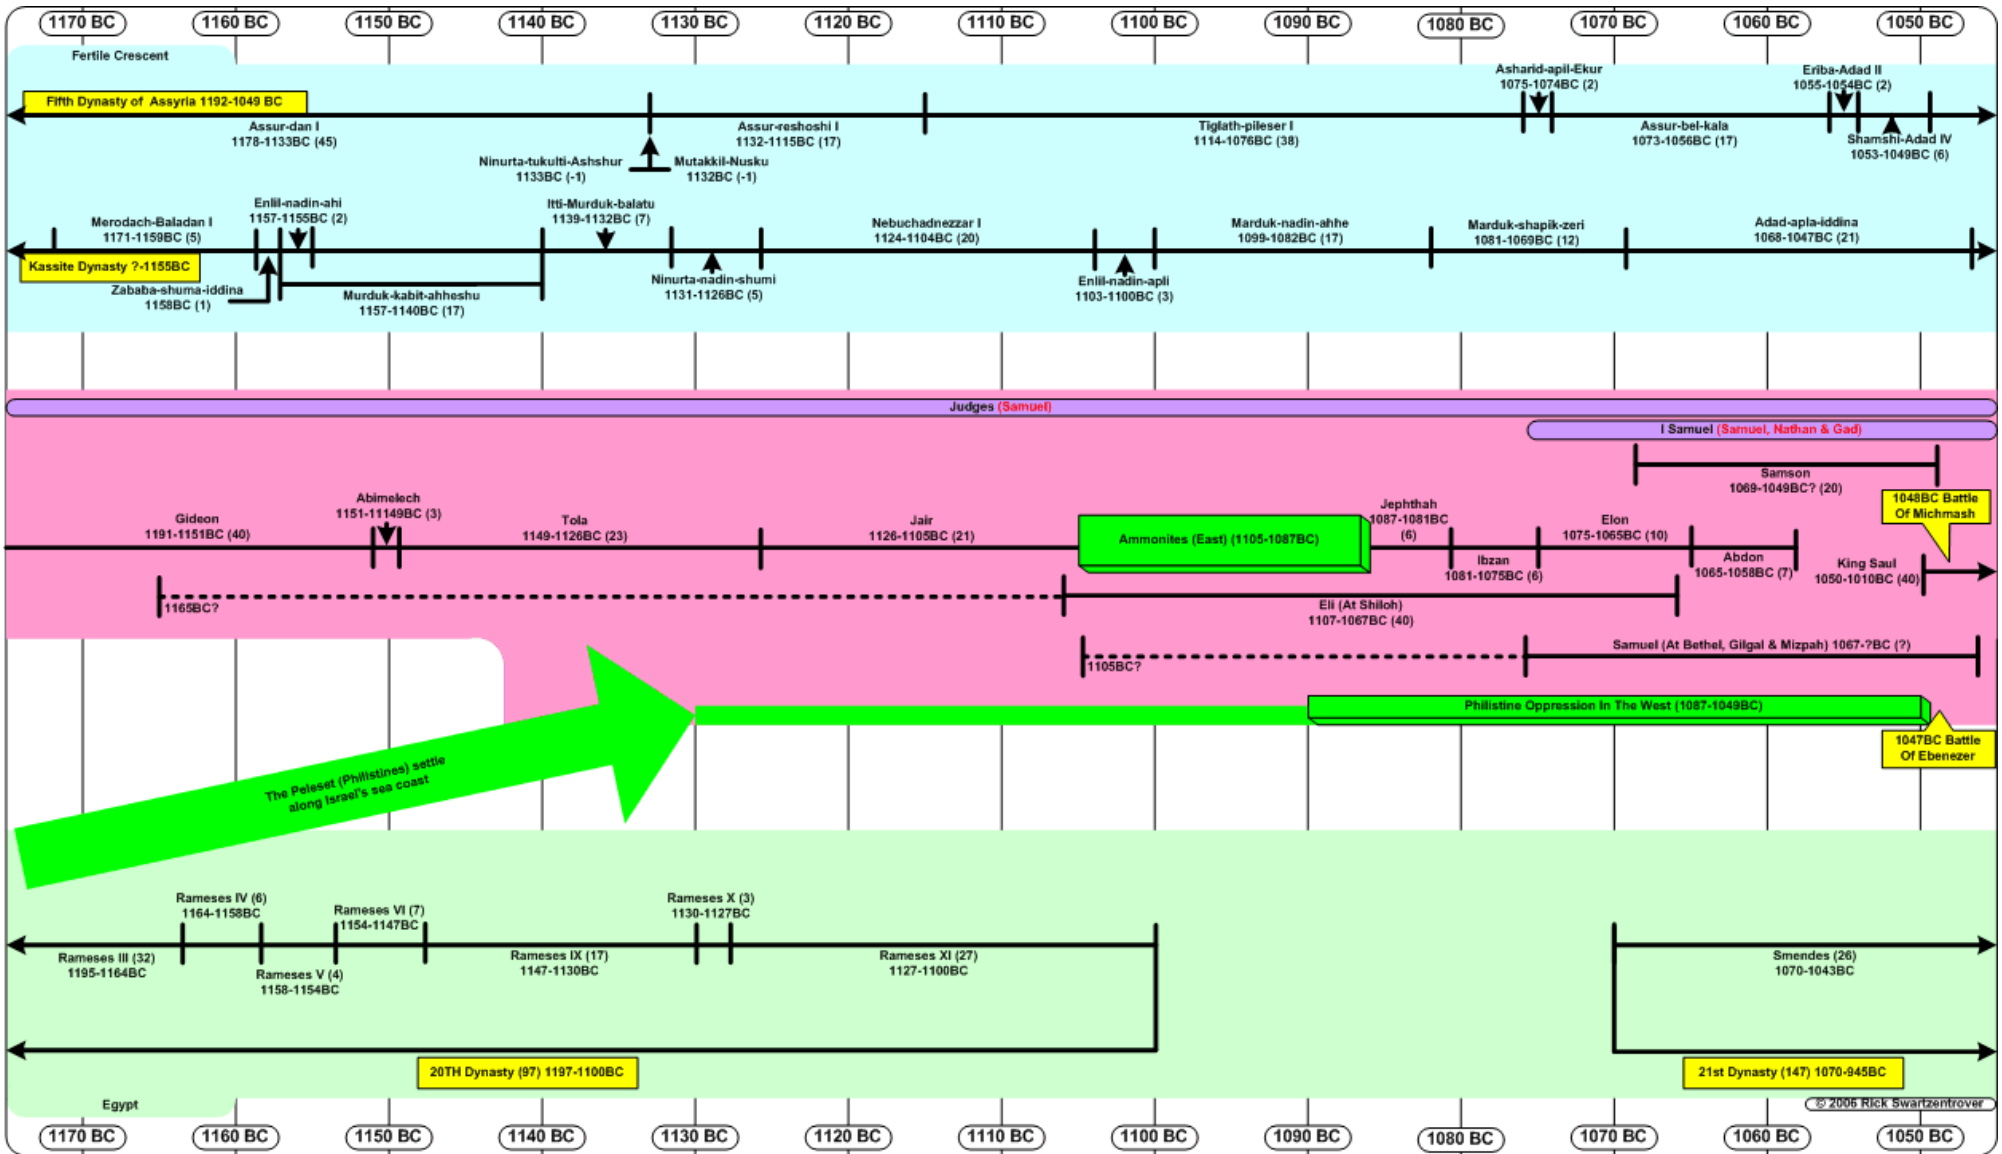 1170 BC
1160 BC
1150 BC
1140 BC
1130 BC
1120 BC
1110 BC
1100 BC
1090 BC
1080 BC
1070 BC
1060 BC
1050 BC
Fertile Crescent
Fifth Dynasty of Assyria 1192-1049 BC
Assur-dan I
1178-1133BC (45)
Ninurta-tukulti-Ashshur
1133BC (-1)
Mutakkil-Nusku
1132BC (-1)
Assur-reshoshi I
1132-1115BC (17)
Tiglath-pileser I
1114-1076BC (38)
Asharid-apil-Ekur
1075-1074BC (2)
Assur-bel-kala
1073-1056BC (17)
Eriba-Adad II
1055-1054BC (2)
Shamshi-Adad IV
1053-1049BC (6)
Merodach-Baladan I
1171-1159BC (5)
Kassite Dynasty ?-1155BC
Zababa-shuma-iddina
1158BC (1)
Enlil-nadin-ahi
1157-1155BC (2)
Murduk-kabit-ahheshu
1157-1140BC (17)
Itti-Murduk-balatu
1139-1132BC (7)
Ninurta-nadin-shumi
1131-1126BC (5)
Nebuchadnezzar I
1124-1104BC (20)
Enlil-nadin-apli
1103-1100BC (3)
Marduk-nadin-ahhe
1099-1082BC (17)
Marduk-shapik-zeri
1081-1069BC (12)
Adad-apla-iddina
1068-1047BC (21)
Judges (Samuel)
I Samuel (Samuel, Nathan & Gad)
Samson
1069-1049BC? (20)
1048BC Battle
Of Michmash
Gideon
1191-1151BC (40)
Abimelech
1151-11149BC (3)
Tola
1149-1126BC (23)
Jair
1126-1105BC (21)
Ammonites (East) (1105-1087BC)
Jephthah
1087-1081BC
(6)
Ibzan
1081-1075BC (6)
Elon
1075-1065BC (10)
Abdon
1065-1058BC (7)
King Saul
1050-1010BC (40)
1165BC?
Eli (At Shiloh)
1107-1067BC (40)
1105BC?
Samuel (At Bethel, Gilgal & Mizpah) 1067-?BC (?)
Philistine Oppression In The West (1087-1049BC)
1047BC Battle
Of Ebenezer
The Peleset (Philistines) settle
along Israel's sea coast
Rameses III (32)
1195-1164BC
Rameses IV (6)
1164-1158BC
Rameses V (4)
1158-1154BC
Rameses VI (7)
1154-1147BC
Rameses IX (17)
1147-1130BC
Rameses X (3)
1130-1127BC
Rameses XI (27)
1127-1100BC
Smendes (26)
1070-1043BC
20TH Dynasty (97) 1197-1100BC
21st Dynasty (147) 1070-945BC
Egypt
© 2006 Rick Swartzentrover
1170 BC
1160 BC
1150 BC
1140 BC
1130 BC
1120 BC
1110 BC
1100 BC
1090 BC
1080 BC
1070 BC
1060 BC
1050 BC